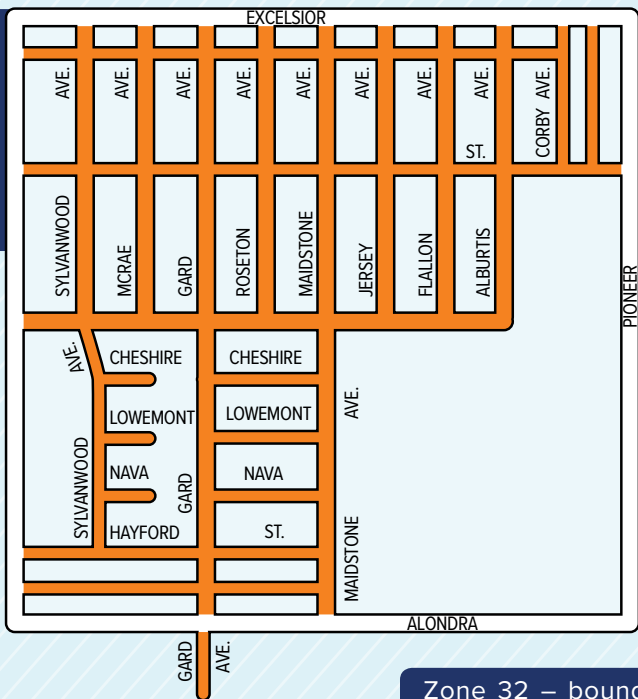 EXCELSIOR
AVE.
AVE.
AVE.
AVE.
AVE.
AVE.
AVE.
AVE.
CORBY AVE.
ST.
SYLVANWOOD
MCRAE
GARD
ROSETON
MAIDSTONE
JERSEY
FLALLON
ALBURTIS
PIONEER
AVE.
CHESHIRE
CHESHIRE
LOWEMONT
LOWEMONT
AVE.
SYLVANWOOD
NAVA
GARD
NAVA
HAYFORD
ST.
MAIDSTONE
ALONDRA
GARD
AVE.
Zone 32 – bound